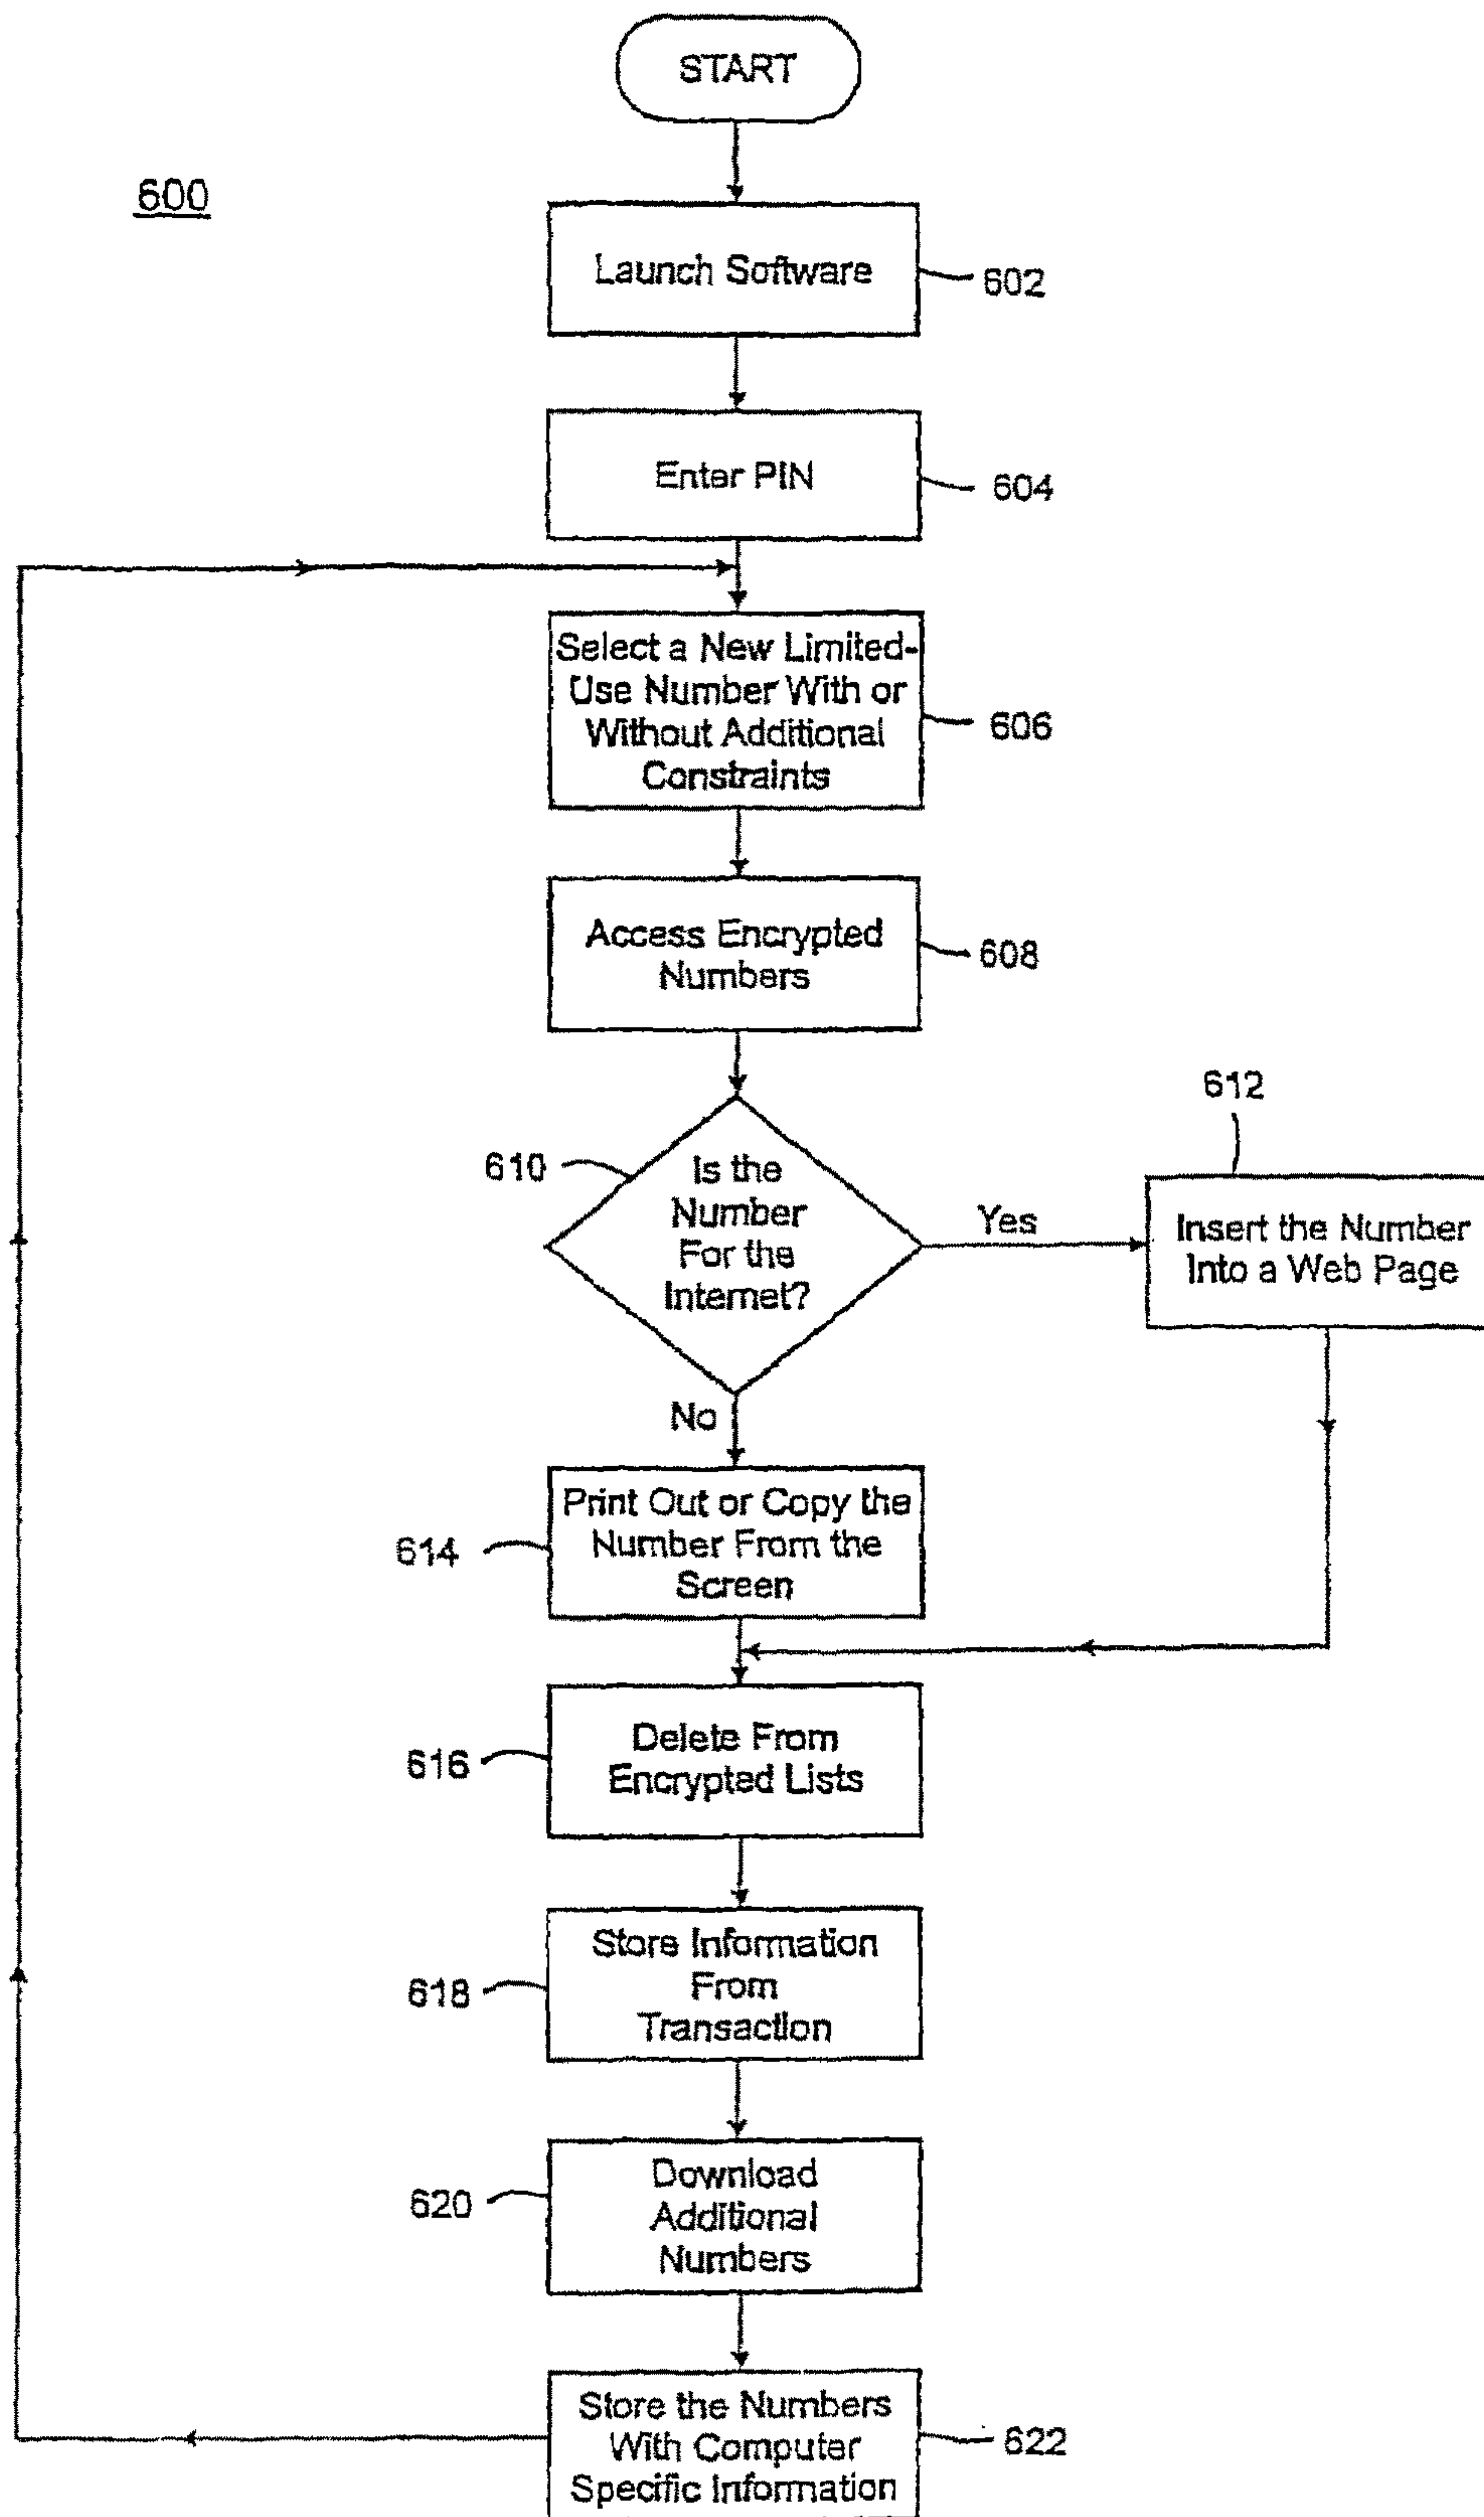 START
600
Launch Software
602
Enter PIN
604
Select a New Limited-
Use Number With or
Without Additional
Constraints
606
Access Encrypted
Numbers
608
610
Is the
Number
For the
Internet?
Yes
612
Insert the Number
Into a Web Page
No
Print Out or Copy the
Number From the
Screen
614
Delete From
Encrypted Lists
616
Store Information
From
Transaction
618
Download
Additional
Numbers
620
Store the Numbers
With Computer
Specific Information
622